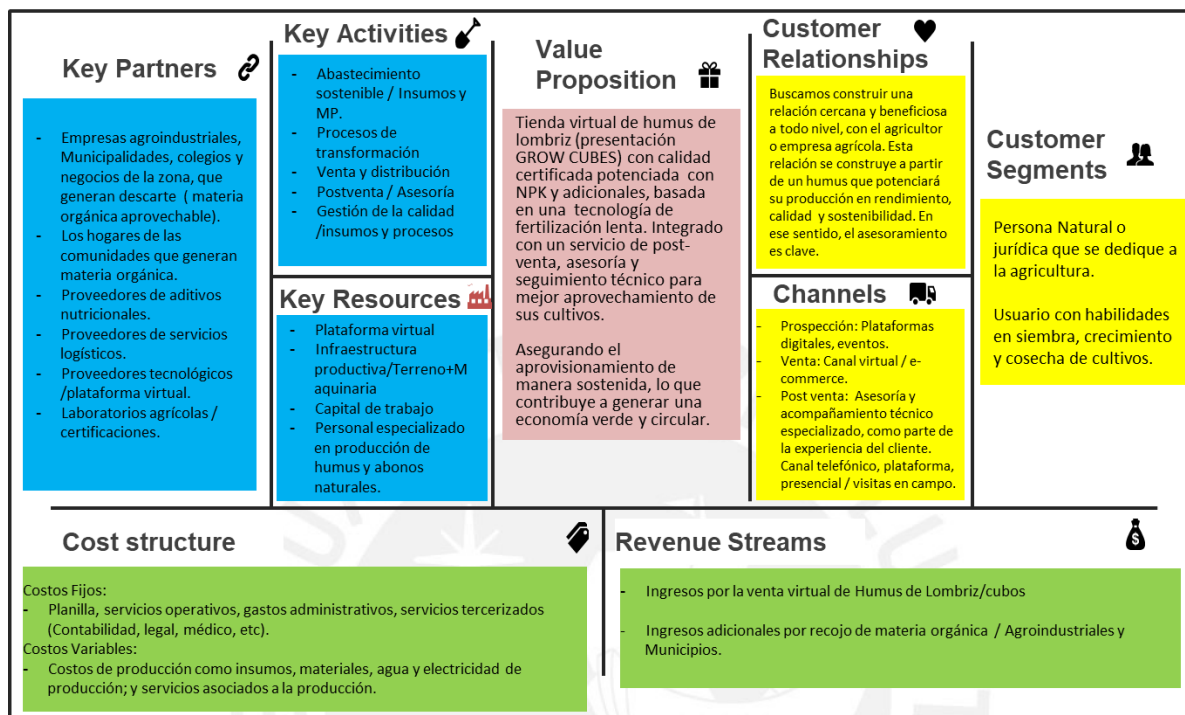 Key Partners
- Empresas agroindustriales,
Municipalidades, colegios y
negocios de la zona, que
generan descarte ( materia
orgánica aprovechable).
- Los hogares de las
comunidades que generan
materia orgánica.
- Proveedores de aditivos
nutricionales.
- Proveedores de servicios
logísticos.
- Proveedores tecnológicos
/plataforma virtual.
- Laboratorios agrícolas /
certificaciones.
Key Activities
- Abastecimiento
sostenible / Insumos y
MP.
- Procesos de
transformación
- Venta y distribución
- Postventa / Asesoría
- Gestión de la calidad
/insumos y procesos
Key Resources
- Plataforma virtual
- Infraestructura
productiva/Terreno+M
aquinaria
- Capital de trabajo
- Personal especializado
en producción de
humus y abonos
naturales.
Value
Proposition
Tienda virtual de humus de
lombriz (presentación
GROW CUBES) con calidad
certificada potenciada con
NPK y adicionales, basada
en una tecnología de
fertilización lenta. Integrado
con un servicio de post-
venta, asesoría y
seguimiento técnico para
mejor aprovechamiento de
sus cultivos.
Asegurando el
aprovisionamiento de
manera sostenida, lo que
contribuye a generar una
economía verde y circular.
Customer
Relationships
Buscamos construir una
relación cercana y beneficiosa
a todo nivel, con el agricultor
o empresa agrícola. Esta
relación se construye a partir
de un humus que potenciará
su producción en rendimiento,
calidad y sostenibilidad. En
ese sentido, el asesoramiento
es clave.
Channels
- Prospección: Plataformas
digitales, eventos.
- Venta: Canal virtual / e-
commerce.
- Post venta: Asesoría y
acompañamiento técnico
especializado, como parte de
la experiencia del cliente.
Canal telefónico, plataforma,
presencial / visitas en campo.
Customer
Segments
Persona Natural o
jurídica que se dedique a
la agricultura.
Usuario con habilidades
en siembra, crecimiento
y cosecha de cultivos.
Cost structure
Costos Fijos:
- Planilla, servicios operativos, gastos administrativos, servicios tercerizados
(Contabilidad, legal, médico, etc).
Costos Variables:
- Costos de producción como insumos, materiales, agua y electricidad de
producción; y servicios asociados a la producción.
Revenue Streams
$
- Ingresos por la venta virtual de Humus de Lombriz/cubos
- Ingresos adicionales por recojo de materia orgánica / Agroindustriales y
Municipios.